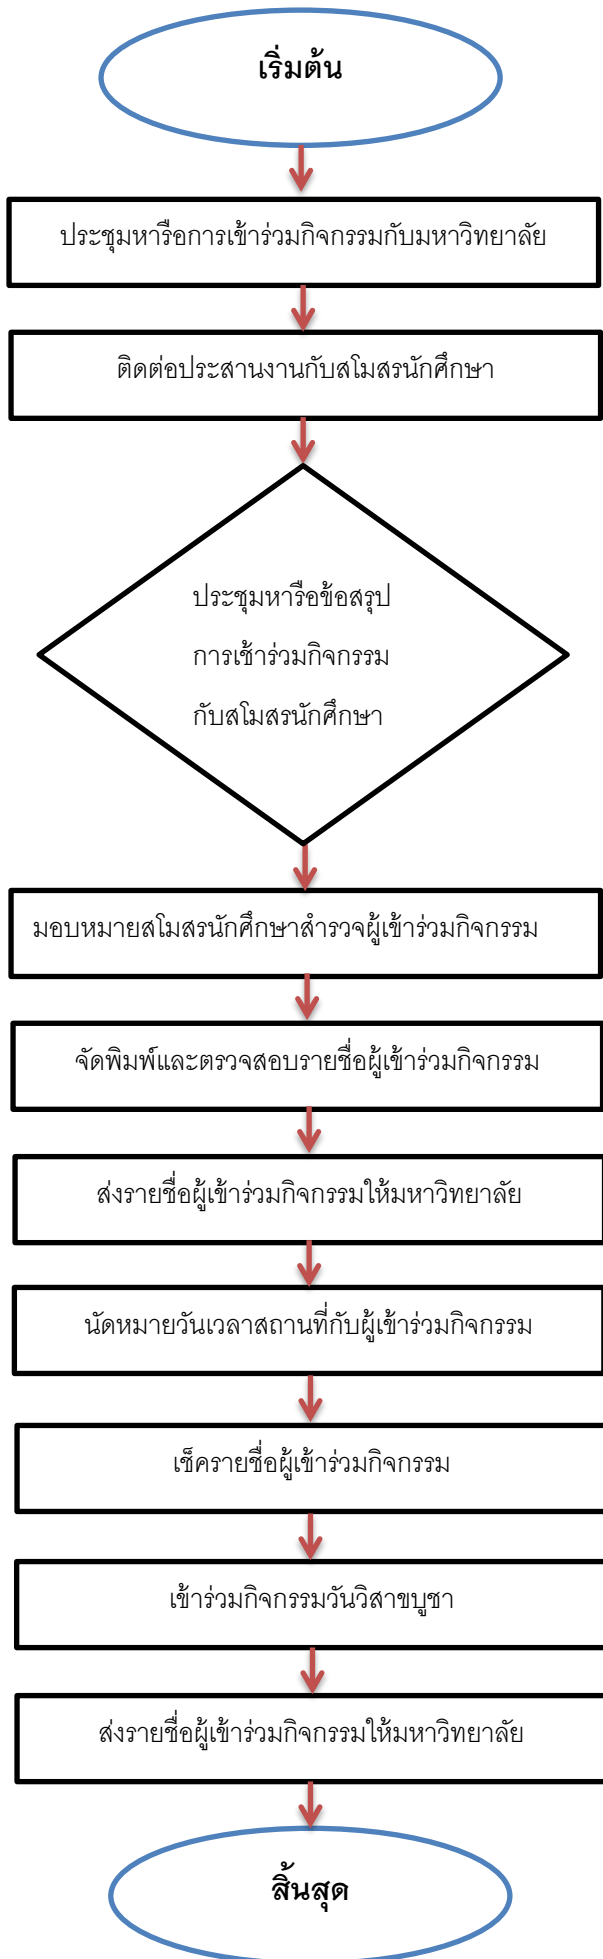 เริ่มต้น
ประชุมหารือการเข้าร่วมกิจกรรมกับมหาวิทยาลัย
ติดต่อประสานงานกับสโมสรนักศึกษา
ประชุมหารือข้อสรุป
การเข้าร่วมกิจกรรม
กับสโมสรนักศึกษา
มอบหมายสโมสรนักศึกษาสำรวจผู้เข้าร่วมกิจกรรม
จัดพิมพ์และตรวจสอบรายชื่อผู้เข้าร่วมกิจกรรม
ส่งรายชื่อผู้เข้าร่วมกิจกรรมให้มหาวิทยาลัย
นัดหมายวันเวลาสถานที่กับผู้เข้าร่วมกิจกรรม
เช็ครายชื่อผู้เข้าร่วมกิจกรรม
เข้าร่วมกิจกรรมวันวิสาขบูชา
ส่งรายชื่อผู้เข้าร่วมกิจกรรมให้มหาวิทยาลัย
สิ้นสุด